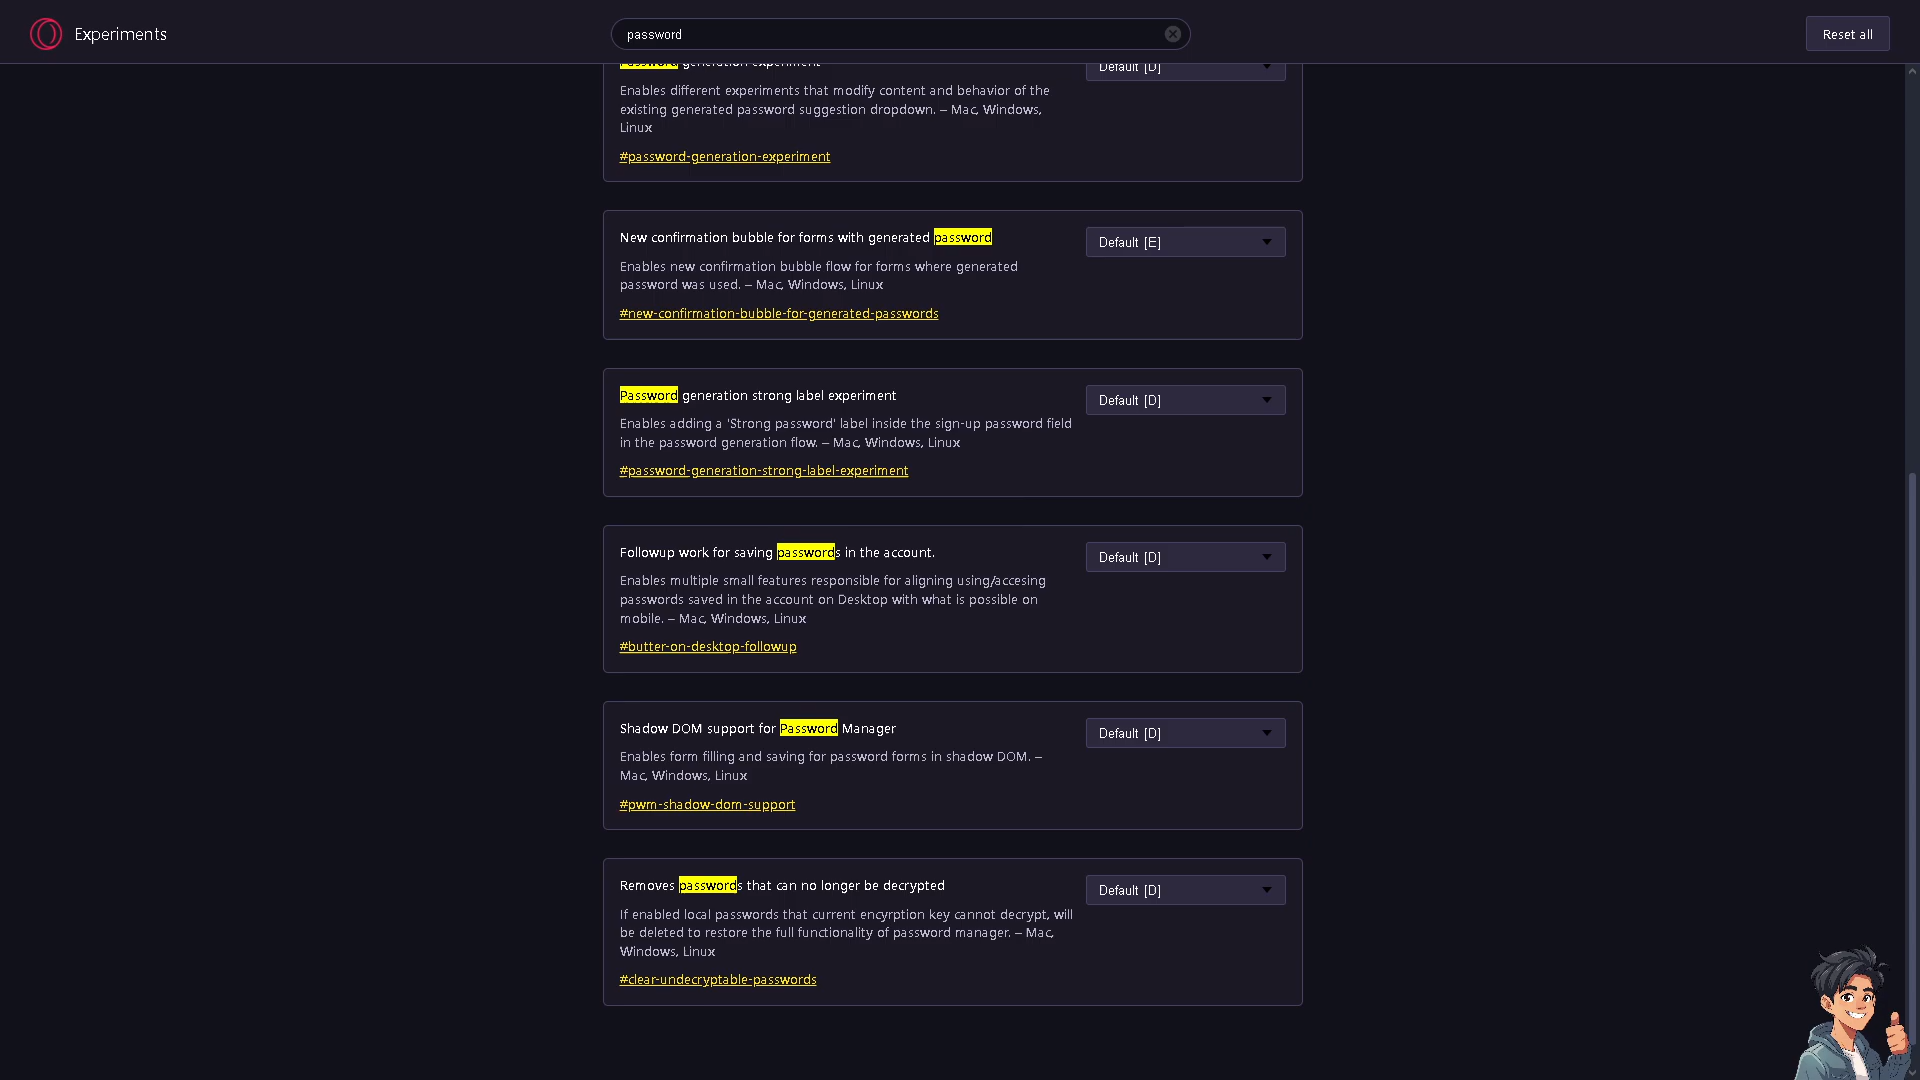 Experiments
password
Reset all
Password generation experiment
Default [D]
Enables different experiments that modify content and behavior of the
existing generated password suggestion dropdown. – Mac, Windows,
Linux
#password-generation-experiment
New confirmation bubble for forms with generated password
Default [E]
Enables new confirmation bubble flow for forms where generated
password was used. – Mac, Windows, Linux
#new-confirmation-bubble-for-generated-passwords
Password generation strong label experiment
Default [D]
Enables adding a 'Strong password' label inside the sign-up password field
in the password generation flow. – Mac, Windows, Linux
#password-generation-strong-label-experiment
Followup work for saving passwords in the account.
Default [D]
Enables multiple small features responsible for aligning using/accesing
passwords saved in the account on Desktop with what is possible on
mobile. – Mac, Windows, Linux
#butter-on-desktop-followup
Shadow DOM support for Password Manager
Default [D]
Enables form filling and saving for password forms in shadow DOM. –
Mac, Windows, Linux
#pwm-shadow-dom-support
Removes passwords that can no longer be decrypted
Default [D]
If enabled local passwords that current encyrption key cannot decrypt, will
be deleted to restore the full functionality of password manager. – Mac,
Windows, Linux
#clear-undecryptable-passwords